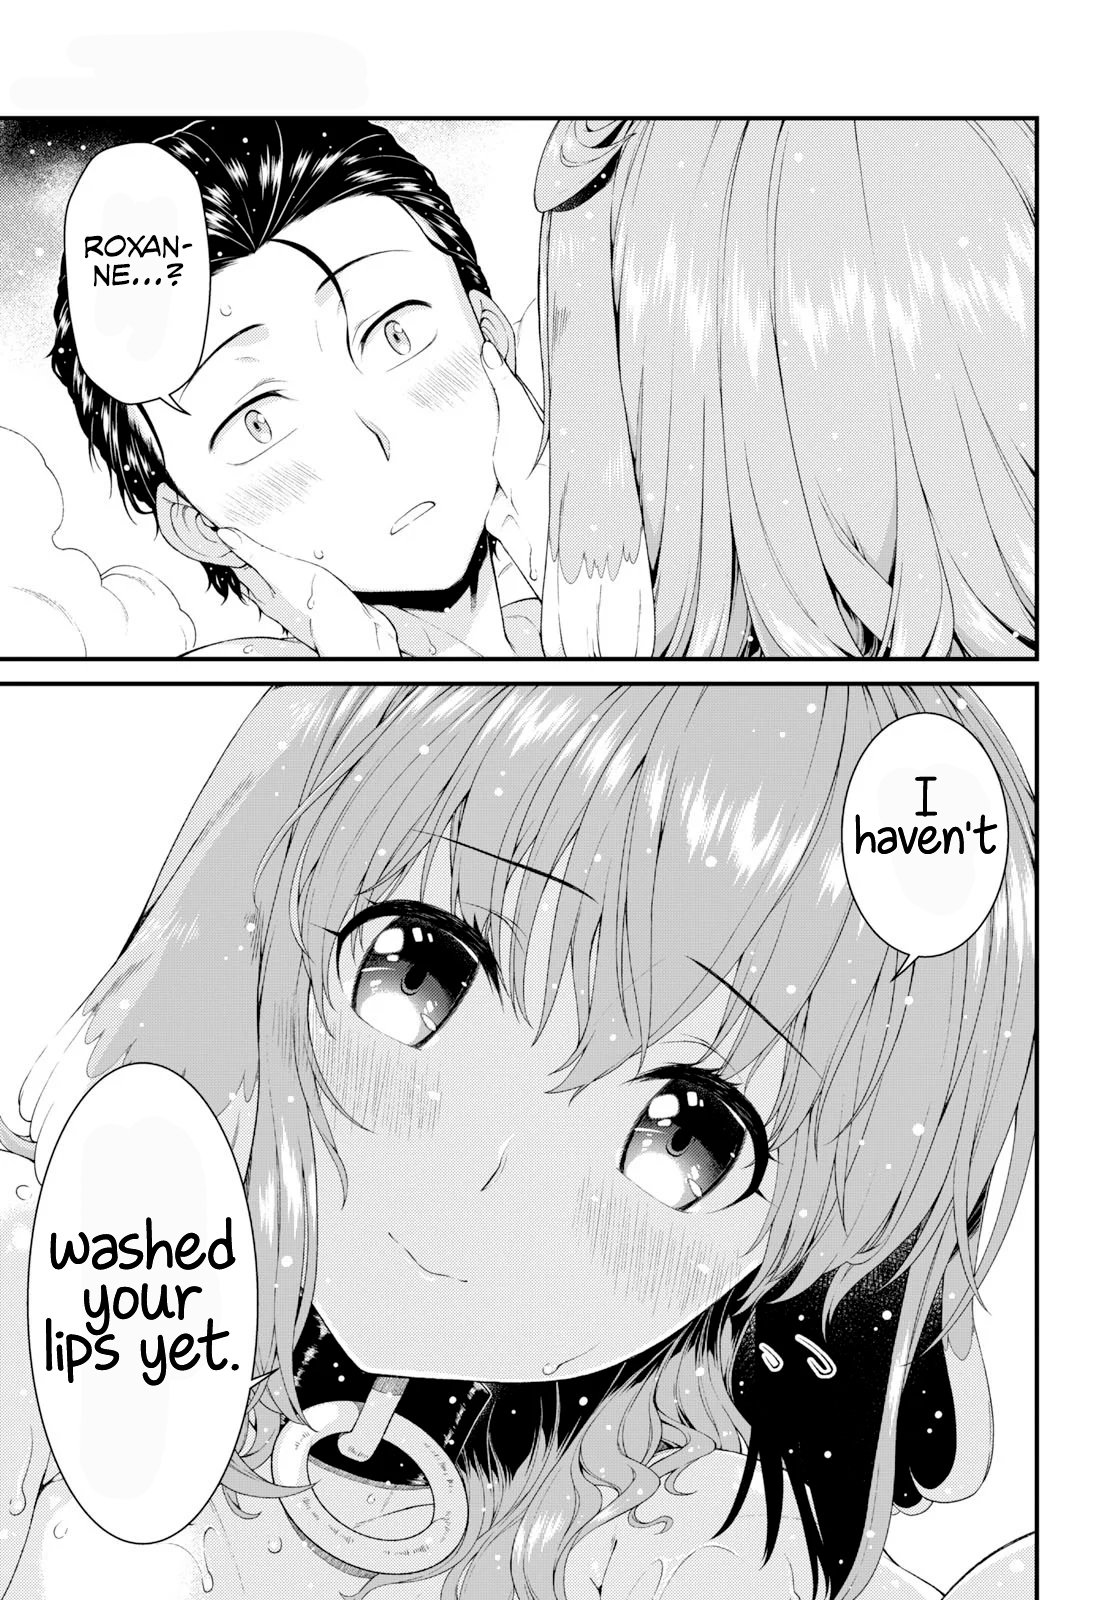 ROXAN-
NE...?
I
haven't
washed
your
lips yet.